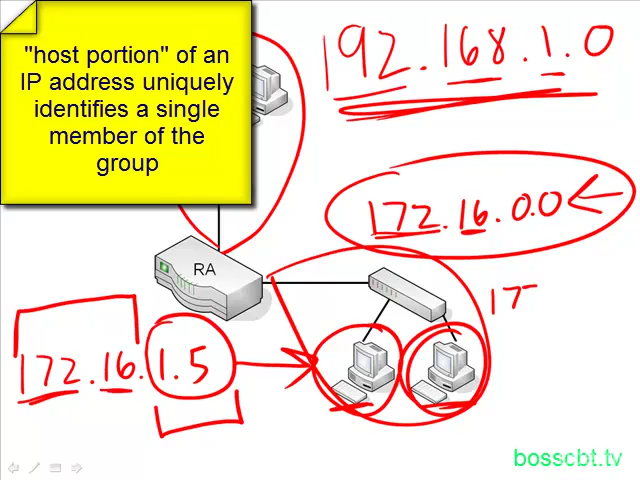 "host portion" of an
IP address uniquely
identifies a single
member of the
group
192.168.1.0
172.16.0.0
RA
17
172.16.1.5
bosscbt.tv